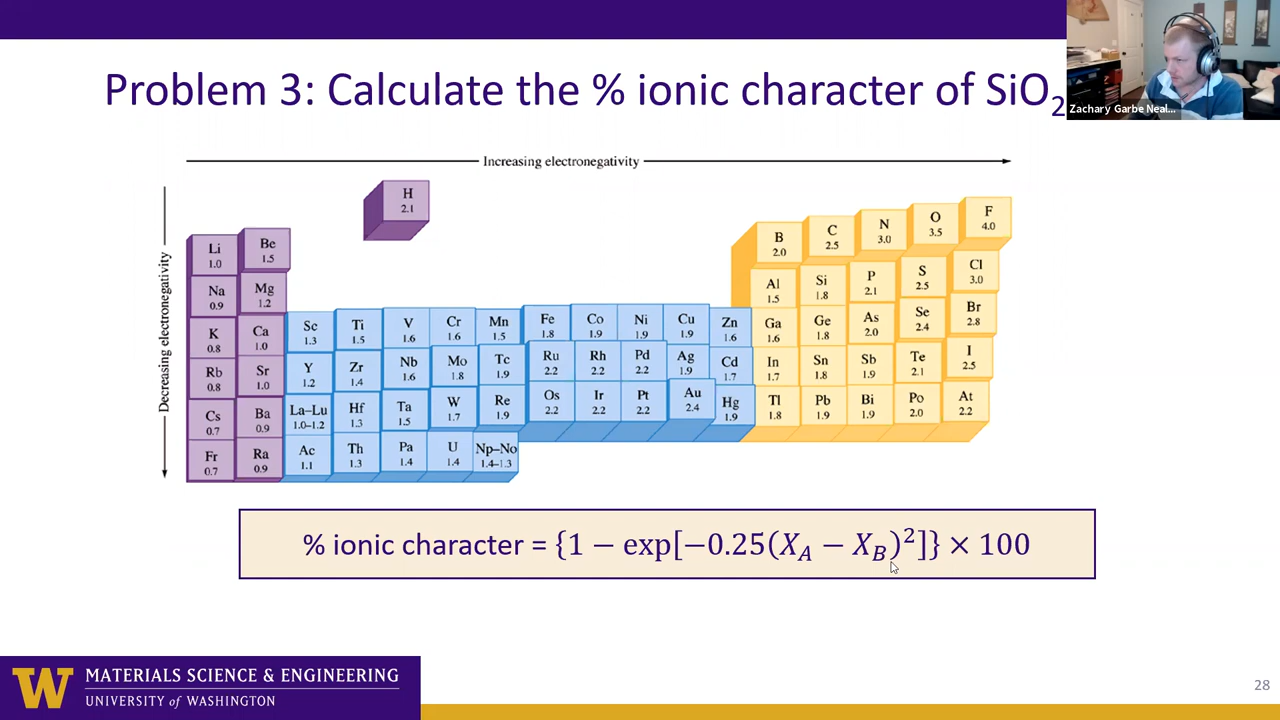 Problem 3: Calculate the % ionic character of SiO₂
Zachary Garbe Neal...
Increasing electronegativity
Decreasing electronegativity
H
2.1
Li
1.0
Be
1.5
B
2.0
C
2.5
N
3.0
O
3.5
F
4.0
Na
0.9
Mg
1.2
Al
1.5
Si
1.8
P
2.1
S
2.5
Cl
3.0
K
0.8
Ca
1.0
Sc
1.3
Ti
1.5
V
1.6
Cr
1.6
Mn
1.5
Fe
1.8
Co
1.9
Ni
1.9
Cu
1.9
Zn
1.6
Ga
1.6
Ge
1.8
As
2.0
Se
2.4
Br
2.8
Rb
0.8
Sr
1.0
Y
1.2
Zr
1.4
Nb
1.6
Mo
1.8
Tc
1.9
Ru
2.2
Rh
2.2
Pd
2.2
Ag
1.9
Cd
1.7
In
1.7
Sn
1.8
Sb
1.9
Te
2.1
I
2.5
Cs
0.7
Ba
0.9
La–Lu
1.0–1.2
Hf
1.3
Ta
1.5
W
1.7
Re
1.9
Os
2.2
Ir
2.2
Pt
2.2
Au
2.4
Hg
1.9
Tl
1.8
Pb
1.9
Bi
1.9
Po
2.0
At
2.2
Fr
0.7
Ra
0.9
Ac
1.1
Th
1.3
Pa
1.4
U
1.4
Np–No
1.4–1.3
% ionic character = {1 − exp[−0.25(X_A − X_B)²]} × 100
W
MATERIALS SCIENCE & ENGINEERING
UNIVERSITY of WASHINGTON
28